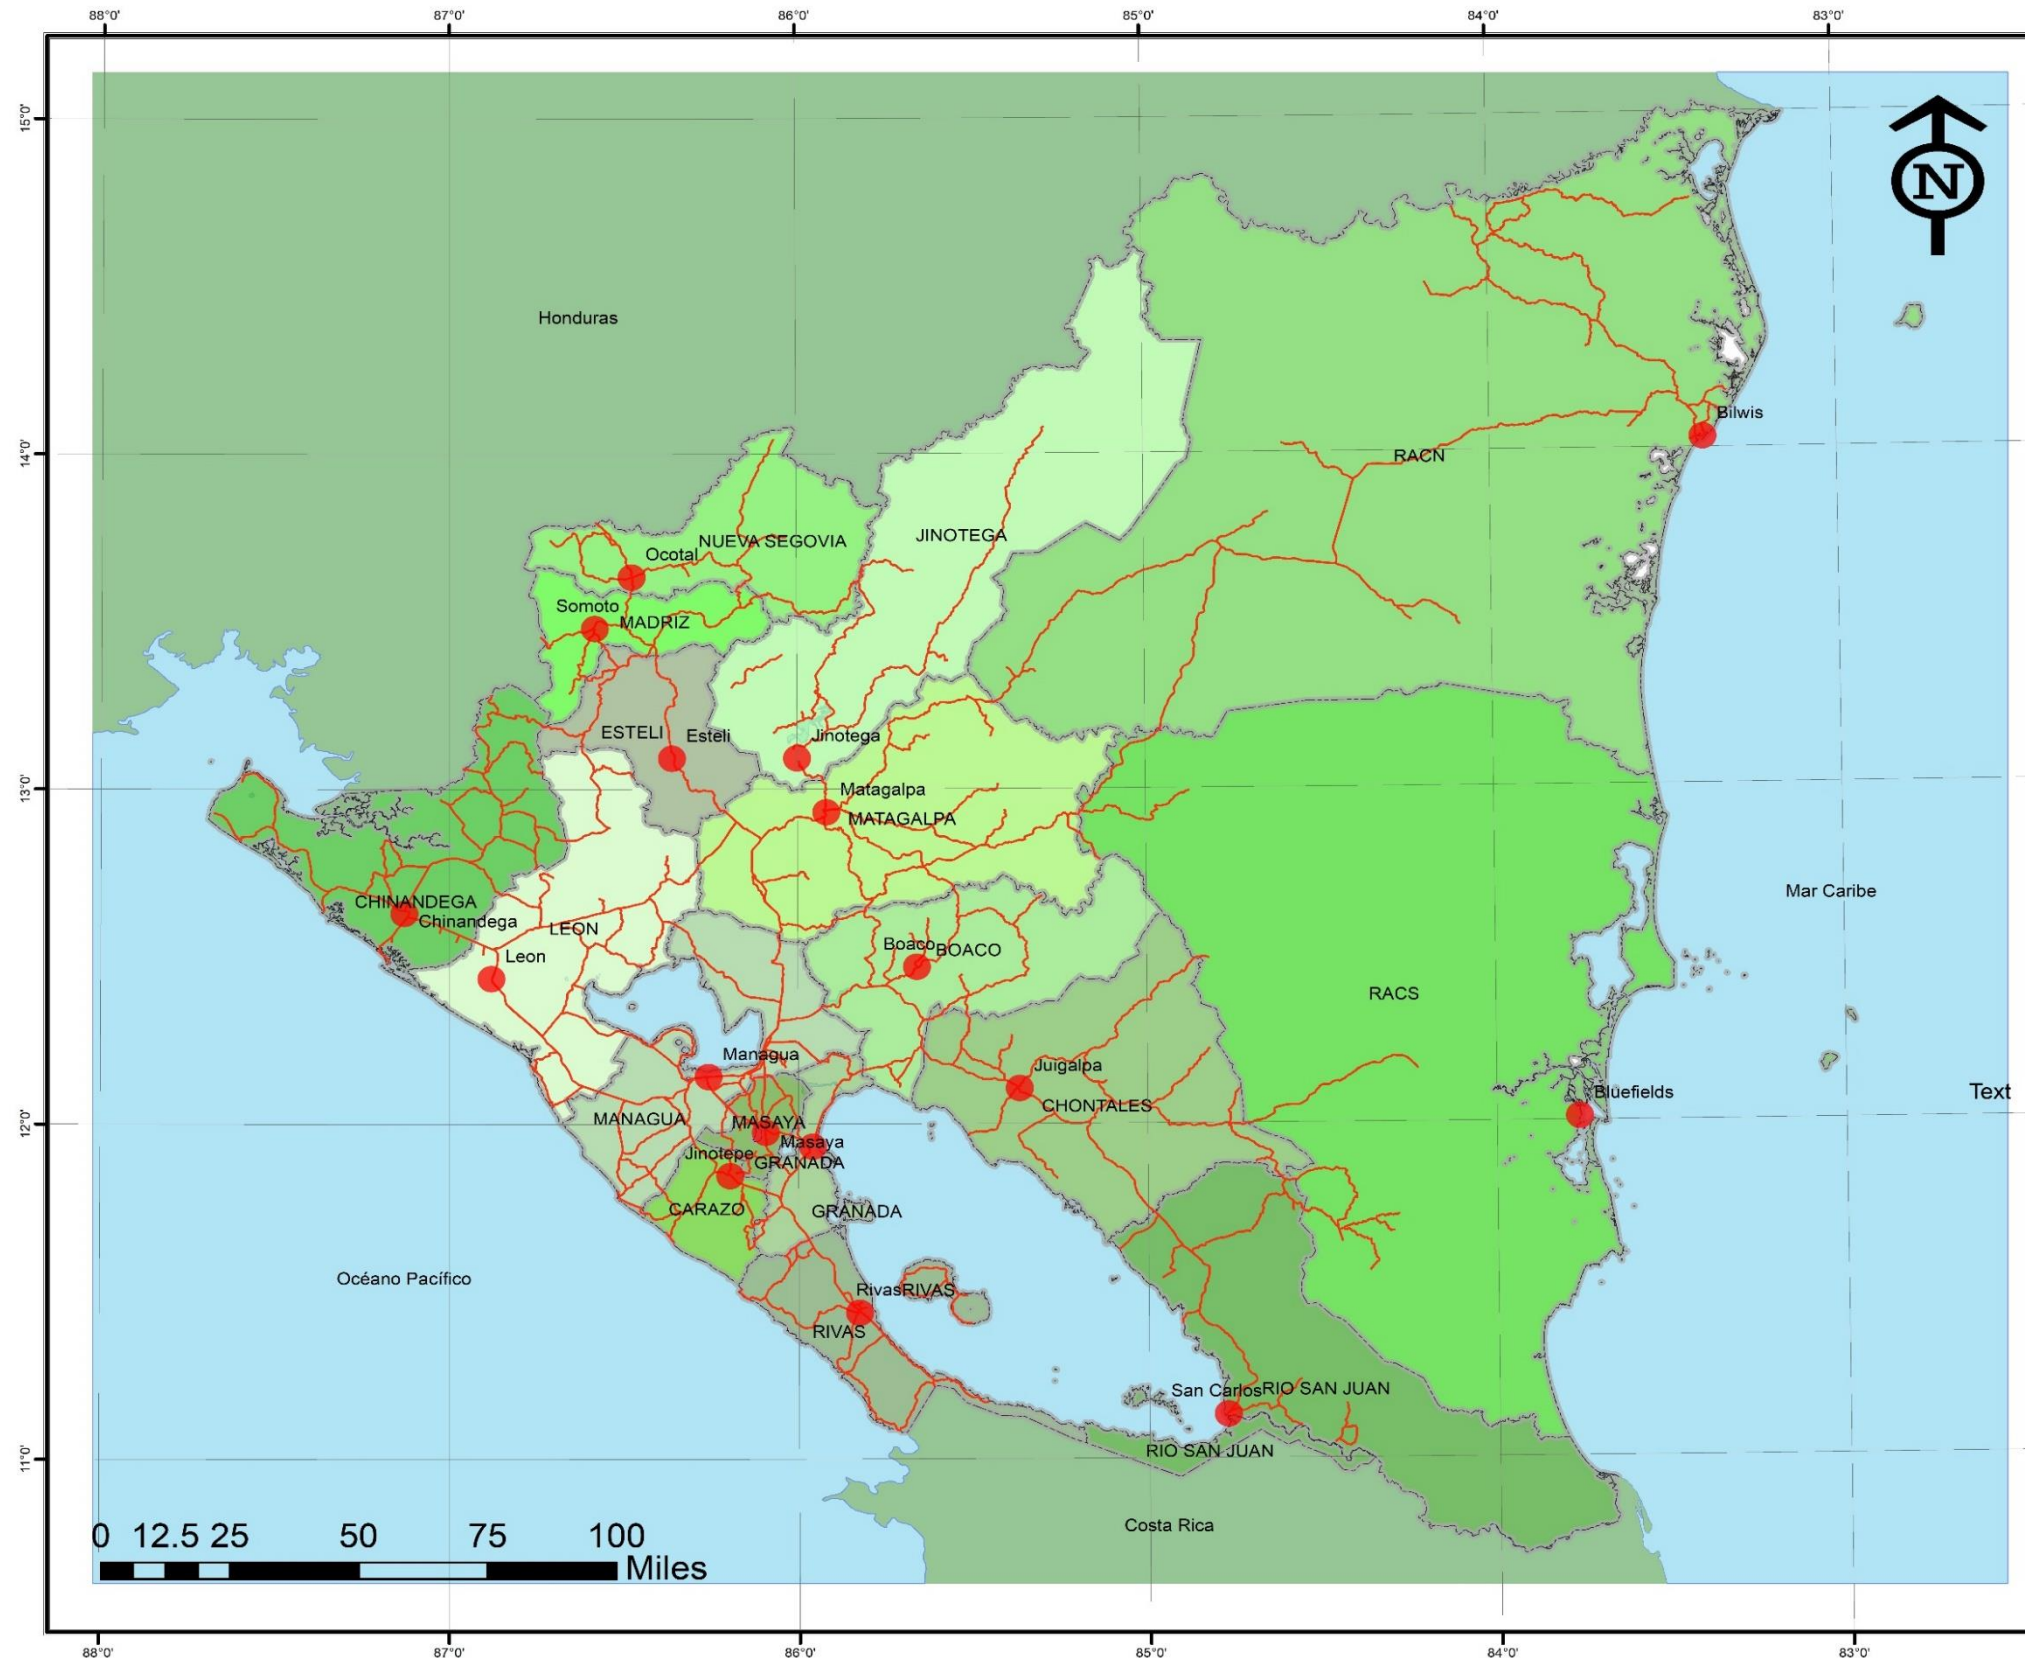 88°0' 87°0' 86°0' 85°0' 84°0' 83°0'
15°0'
N
Honduras
Bilwis
14°0'
RACN
JINOTEGA
NUEVA SEGOVIA
Ocotal
Somoto
MADRIZ
ESTELI Esteli
Jinotega
13°0'
Matagalpa
MATAGALPA
Mar Caribe
CHINANDEGA
Chinandega
LEON
Boaco BOACO
Leon
RACS
Managua
Juigalpa
Bluefields
Text
CHONTALES
12°0'
MANAGUA
MASAYA
Masaya
Jinotepe
GRANADA
CARAZO
GRANADA
Océano Pacífico
Rivas RIVAS
RIVAS
San Carlos RIO SAN JUAN
RIO SAN JUAN
11°0'
Costa Rica
0 12.5 25 50 75 100
Miles
88°0' 87°0' 86°0' 85°0' 84°0' 83°0'